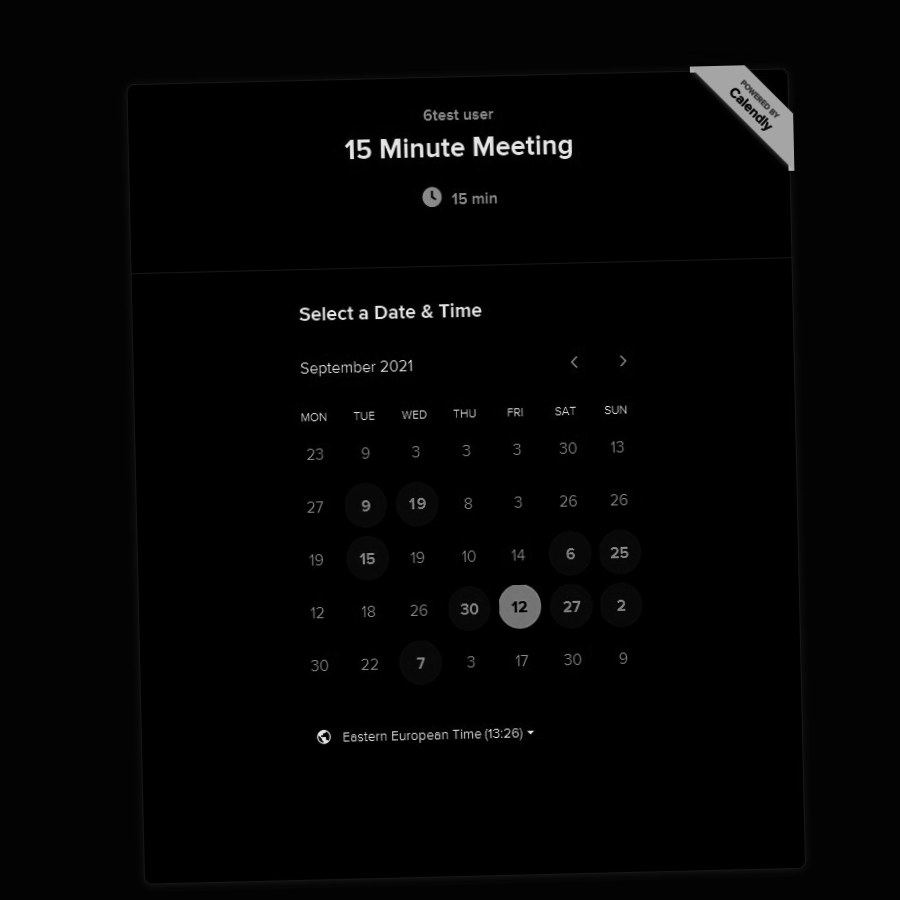 POWERED BY
Calendly
6test user
15 Minute Meeting
15 min
Select a Date & Time
September 2021
MON TUE WED THU FRI SAT SUN
23 9 3 3 3 30 13
27 9 19 8 3 26 26
19 15 19 10 14 6 25
12 18 26 30 12 27 2
30 22 7 3 17 30 9
Eastern European Time (13:26)